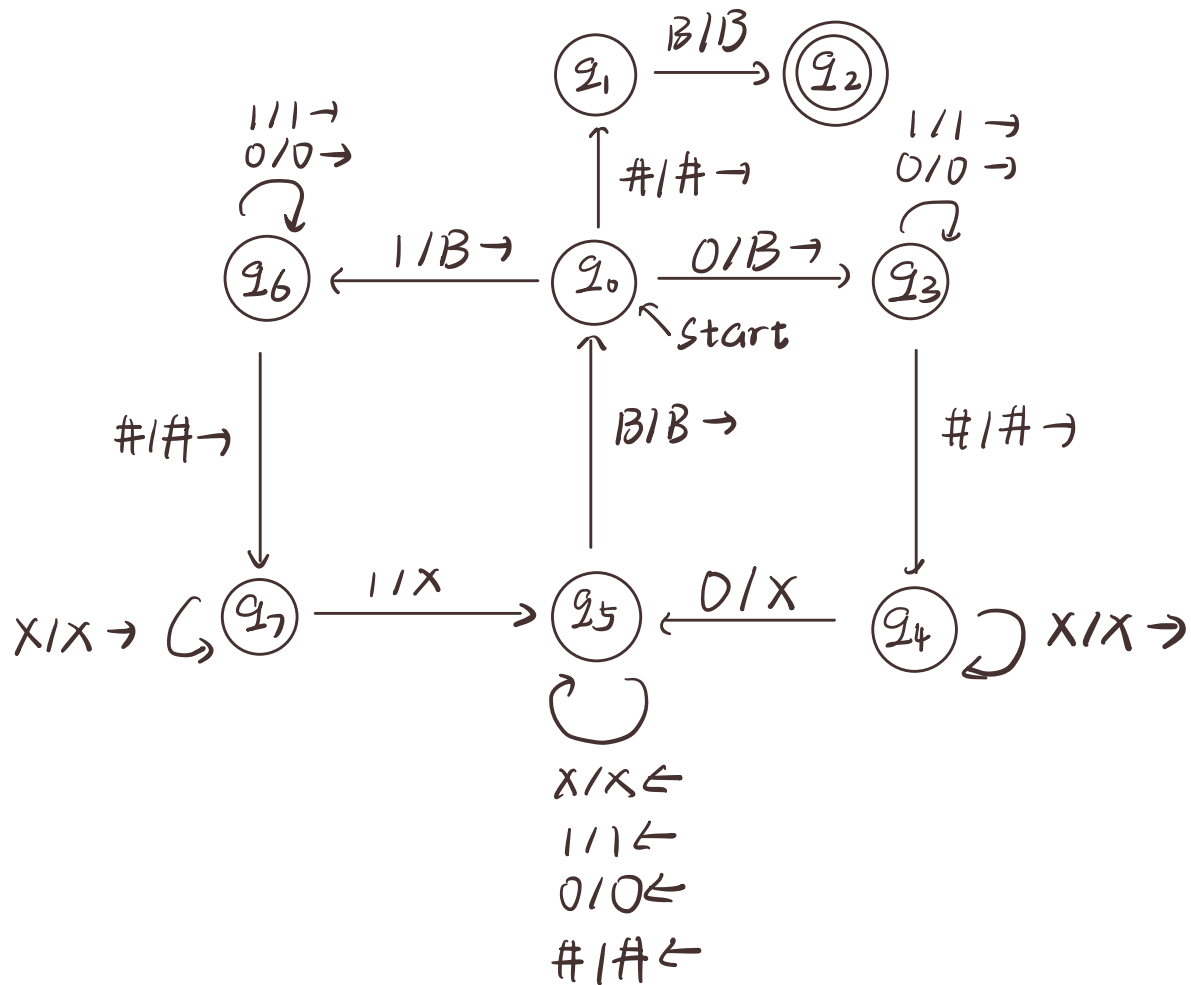 B/B
q1
q2
1/1→
0/0→
1/1→
0/0→
#/#→
1/B→
0/B→
q6
q0
q3
start
#/#→
B/B→
#/#→
1/X
0/X
q7
q5
q4
X/X→
X/X→
X/X←
1/1←
0/0←
#/#←